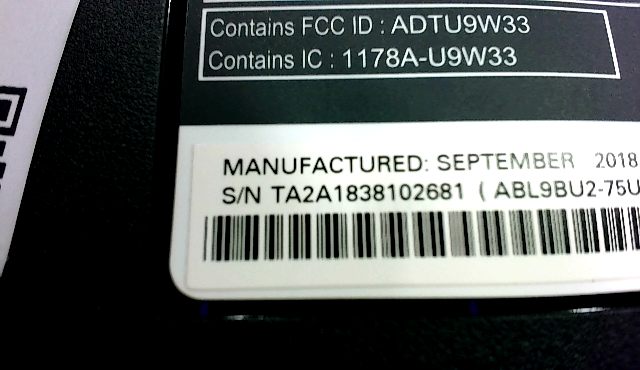 Contains FCC ID : ADTU9W33
Contains IC : 1178A-U9W33
MANUFACTURED: SEPTEMBER 2018
S/N TA2A1838102681 ( ABL9BU2-75U